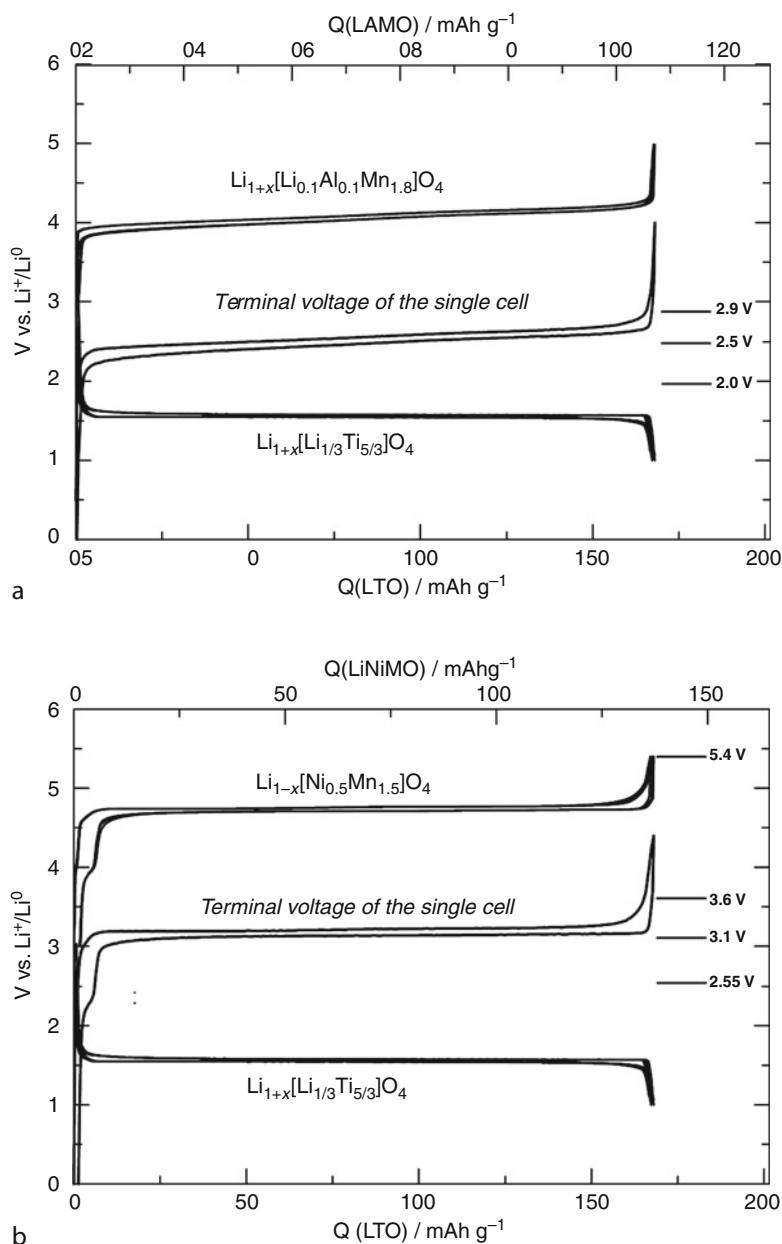 Q(LAMO) / mAh g⁻¹
02 04 06 08 0 100 120
6
5
4
3
2
1
0
V vs. Li⁺/Li⁰
Li₁₊ₓ[Li₀.₁Al₀.₁Mn₁.₈]O₄
Terminal voltage of the single cell
2.9 V
2.5 V
2.0 V
Li₁₊ₓ[Li₁/₃Ti₅/₃]O₄
05 0 100 150 200
Q(LTO) / mAh g⁻¹
a
Q(LiNiMO) / mAhg⁻¹
0 50 100 150
6
5
4
3
2
1
0
V vs. Li⁺/Li⁰
5.4 V
Li₁₋ₓ[Ni₀.₅Mn₁.₅]O₄
Terminal voltage of the single cell
3.6 V
3.1 V
2.55 V
Li₁₊ₓ[Li₁/₃Ti₅/₃]O₄
0 50 100 150 200
Q (LTO) / mAh g⁻¹
b